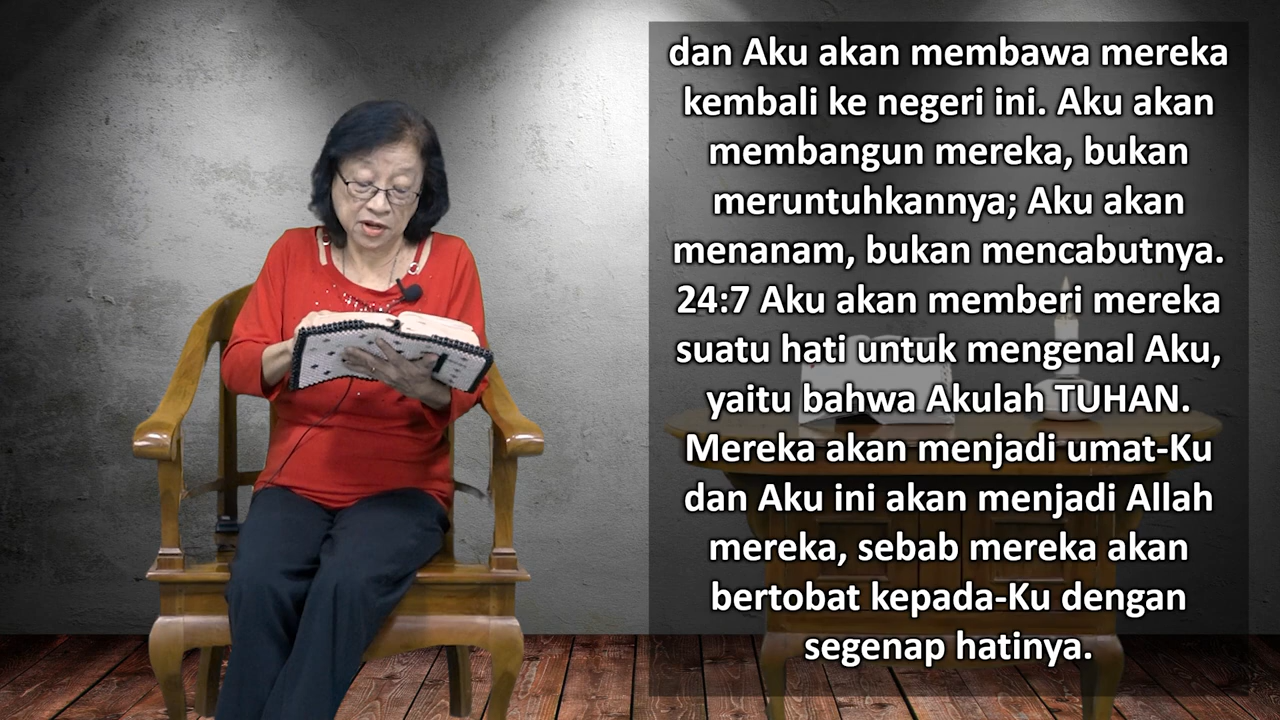 dan Aku akan membawa mereka
kembali ke negeri ini. Aku akan
membangun mereka, bukan
meruntuhkannya; Aku akan
menanam, bukan mencabutnya.
24:7 Aku akan memberi mereka
suatu hati untuk mengenal Aku,
yaitu bahwa Akulah TUHAN.
Mereka akan menjadi umat-Ku
dan Aku ini akan menjadi Allah
mereka, sebab mereka akan
bertobat kepada-Ku dengan
segenap hatinya.